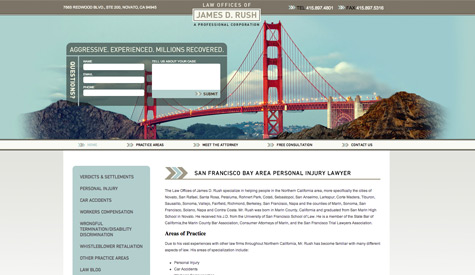 7665 REDWOOD BLVD., STE 200, NOVATO, CA 94945
LAW OFFICES OF
JAMES D. RUSH
A PROFESSIONAL CORPORATION
TEL 415.897.4801
FAX 415.897.5316
AGGRESSIVE. EXPERIENCED. MILLIONS RECOVERED.
QUESTIONS?
NAME
EMAIL
PHONE
TELL US ABOUT YOUR CASE
SUBMIT
HOME
PRACTICE AREAS
MEET THE ATTORNEY
FREE CONSULTATION
CONTACT US
VERDICTS & SETTLEMENTS
PERSONAL INJURY
CAR ACCIDENTS
WORKERS COMPENSATION
WRONGFUL
TERMINATION/DISABILITY
DISCRIMINATION
WHISTLEBLOWER RETALIATION
OTHER PRACTICE AREAS
LAW BLOG
SAN FRANCISCO BAY AREA PERSONAL INJURY LAWYER
The Law Offices of James D. Rush specialize in helping people in the Northern California area, more specifically the cities of
Novato, San Rafael, Santa Rosa, Petaluma, Rohnert Park, Cotati, Sebastopol, San Anselmo, Larkspur, Corte Madera, Tiburon,
Sausalito, Sonoma, Vallejo, Fairfield, Richmond, Berkeley, San Francisco, Napa and the counties of Marin, Sonoma, San
Francisco, Solano, Napa and Contra Costa. Mr. Rush was born in Marin County, California and graduated from San Marin High
School in Novato. He received his J.D. from the University of San Francisco School of Law. He is a member of the State Bar of
California, the Marin County Bar Association, Consumer Attorneys of Marin, and the San Francisco Trial Lawyers Association.
Areas of Practice
Due to his vast experiences with other law firms throughout Northern California, Mr. Rush has become familiar with many different
aspects of law. His areas of specialization include:
Personal Injury
Car Accidents